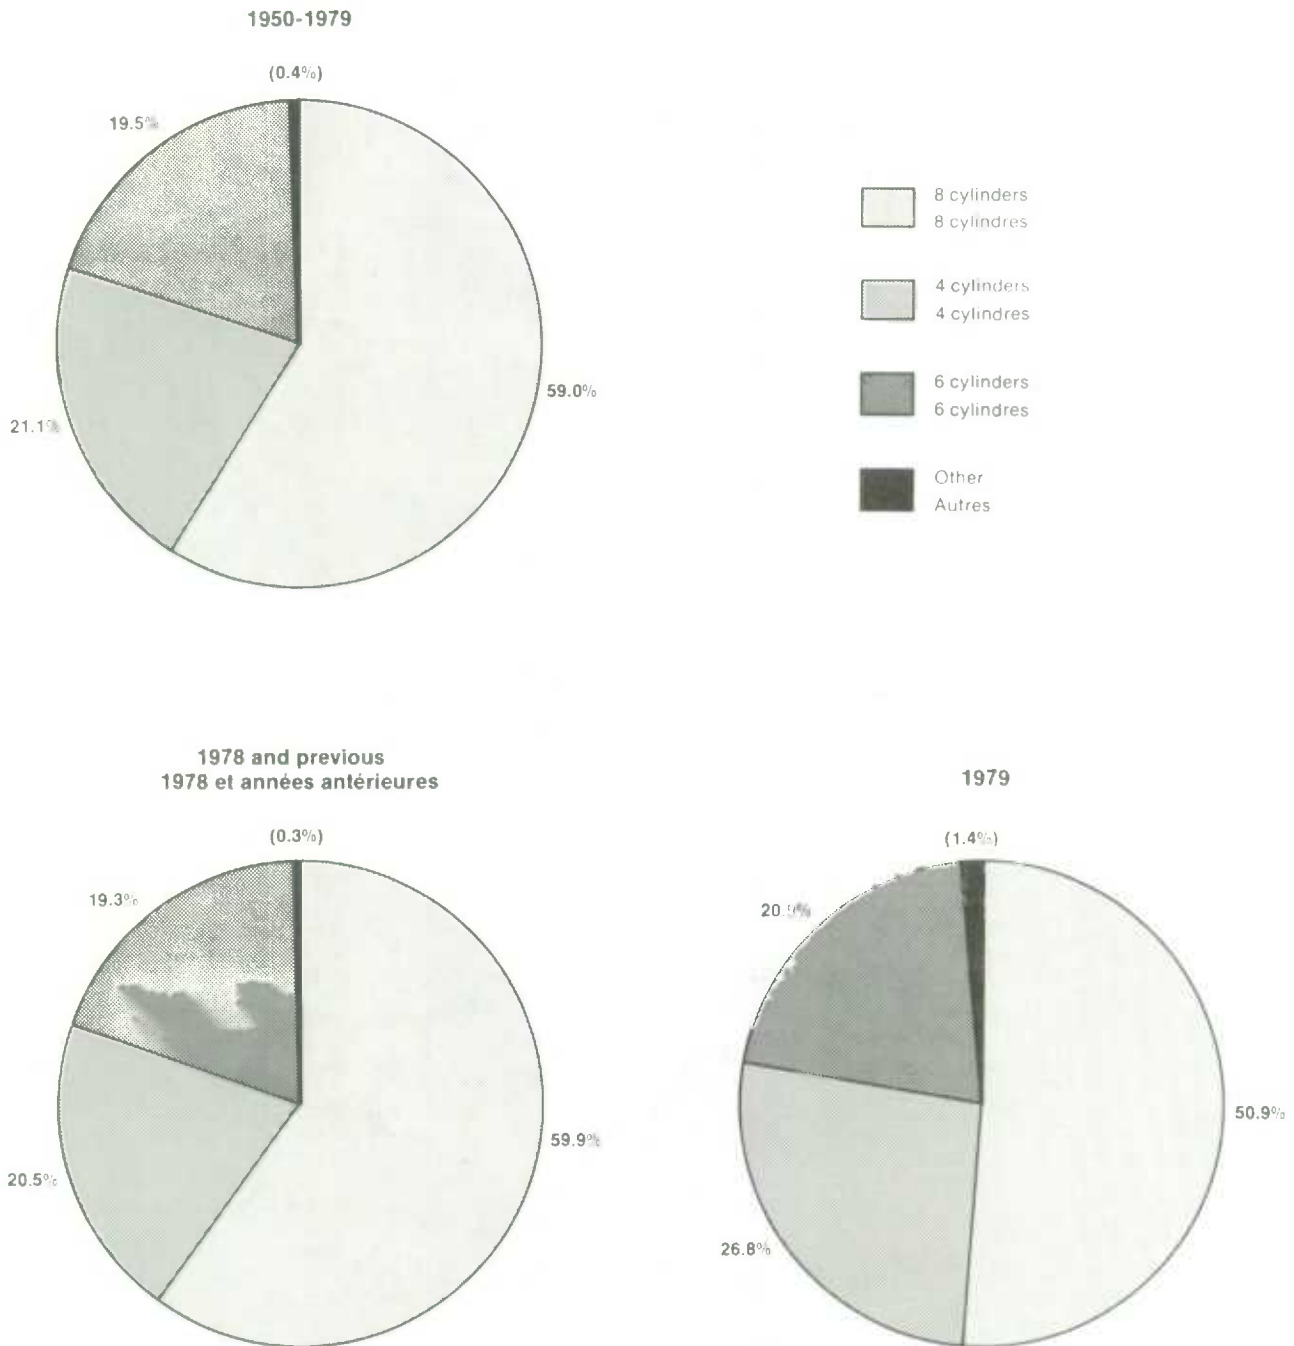 1950-1979
(0.4%)
19.5%
59.0%
21.1%
8 cylinders
8 cylindres
4 cylinders
4 cylindres
6 cylinders
6 cylindres
Other
Autres
1978 and previous
1978 et années antérieures
(0.3%)
19.3%
59.9%
20.5%
1979
(1.4%)
20.9%
50.9%
26.8%